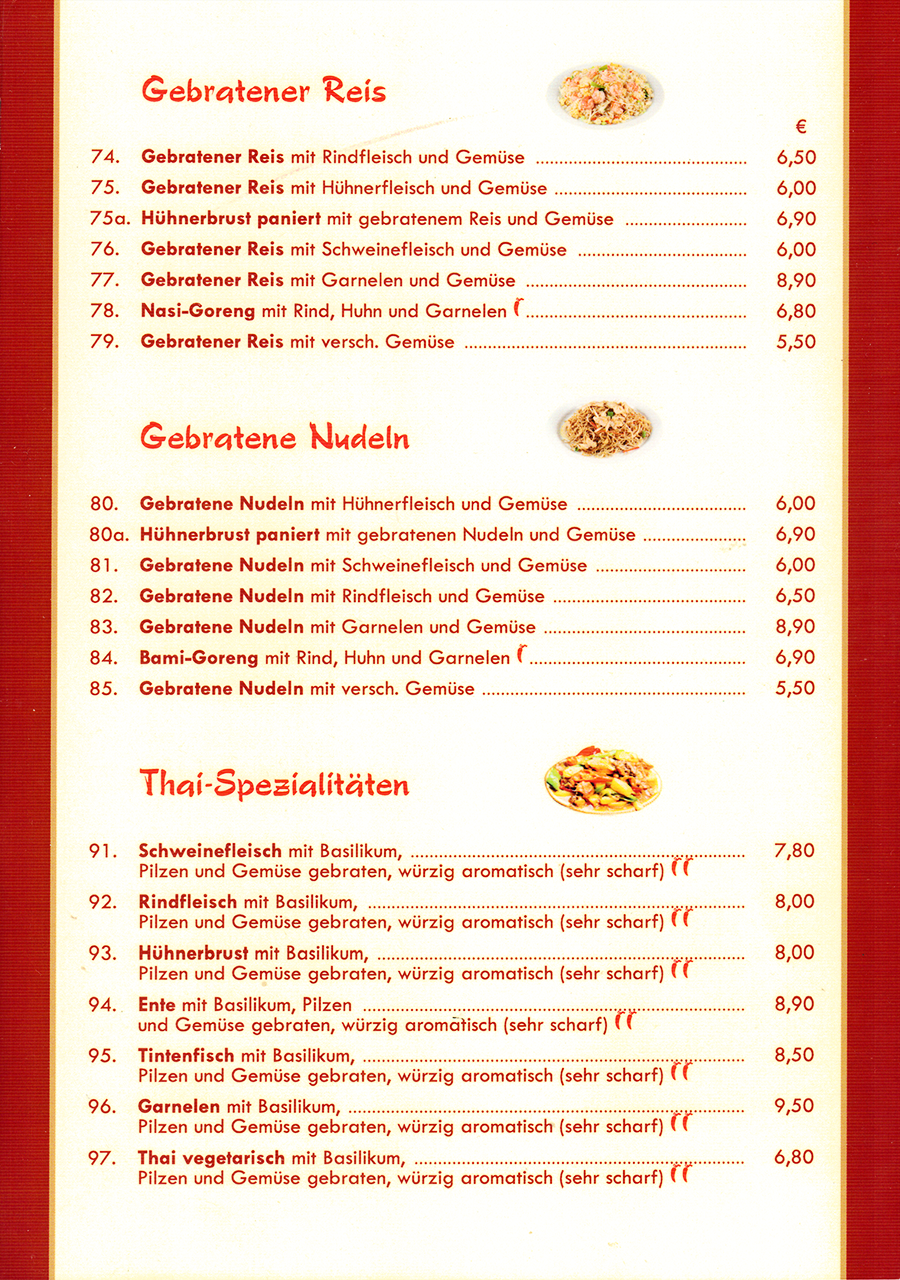 Gebratener Reis
€
74. Gebratener Reis mit Rindfleisch und Gemüse ............................................. 6,50
75. Gebratener Reis mit Hühnerfleisch und Gemüse ......................................... 6,00
75a. Hühnerbrust paniert mit gebratenem Reis und Gemüse .......................... 6,90
76. Gebratener Reis mit Schweinefleisch und Gemüse .................................... 6,00
77. Gebratener Reis mit Garnelen und Gemüse ............................................... 8,90
78. Nasi-Goreng mit Rind, Huhn und Garnelen ............................................... 6,80
79. Gebratener Reis mit versch. Gemüse ............................................................ 5,50
Gebratene Nudeln
80. Gebratene Nudeln mit Hühnerfleisch und Gemüse .................................... 6,00
80a. Hühnerbrust paniert mit gebratenen Nudeln und Gemüse ...................... 6,90
81. Gebratene Nudeln mit Schweinefleisch und Gemüse ................................ 6,00
82. Gebratene Nudeln mit Rindfleisch und Gemüse ......................................... 6,50
83. Gebratene Nudeln mit Garnelen und Gemüse ........................................... 8,90
84. Bami-Goreng mit Rind, Huhn und Garnelen .............................................. 6,90
85. Gebratene Nudeln mit versch. Gemüse ........................................................ 5,50
Thai-Spezialitäten
91. Schweinefleisch mit Basilikum, ....................................................................... 7,80
Pilzen und Gemüse gebraten, würzig aromatisch (sehr scharf)
92. Rindfleisch mit Basilikum, ................................................................................ 8,00
Pilzen und Gemüse gebraten, würzig aromatisch (sehr scharf)
93. Hühnerbrust mit Basilikum, .............................................................................. 8,00
Pilzen und Gemüse gebraten, würzig aromatisch (sehr scharf)
94. Ente mit Basilikum, Pilzen ................................................................................. 8,90
und Gemüse gebraten, würzig aromatisch (sehr scharf)
95. Tintenfisch mit Basilikum, ................................................................................. 8,50
Pilzen und Gemüse gebraten, würzig aromatisch (sehr scharf)
96. Garnelen mit Basilikum, .................................................................................... 9,50
Pilzen und Gemüse gebraten, würzig aromatisch (sehr scharf)
97. Thai vegetarisch mit Basilikum, ...................................................................... 6,80
Pilzen und Gemüse gebraten, würzig aromatisch (sehr scharf)